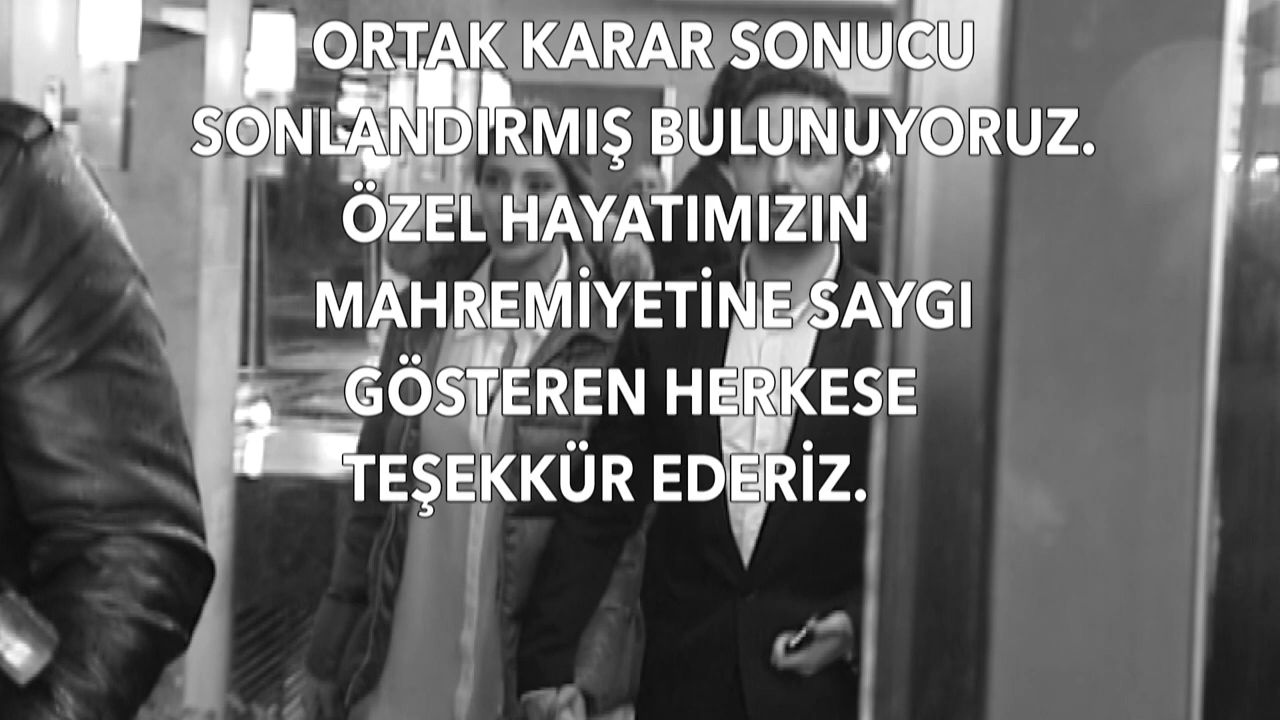 ORTAK KARAR SONUCU
SONLANDIRMIŞ BULUNUYORUZ.
ÖZEL HAYATIMIZIN
MAHREMİYETİNE SAYGI
GÖSTEREN HERKESE
TEŞEKKÜR EDERİZ.